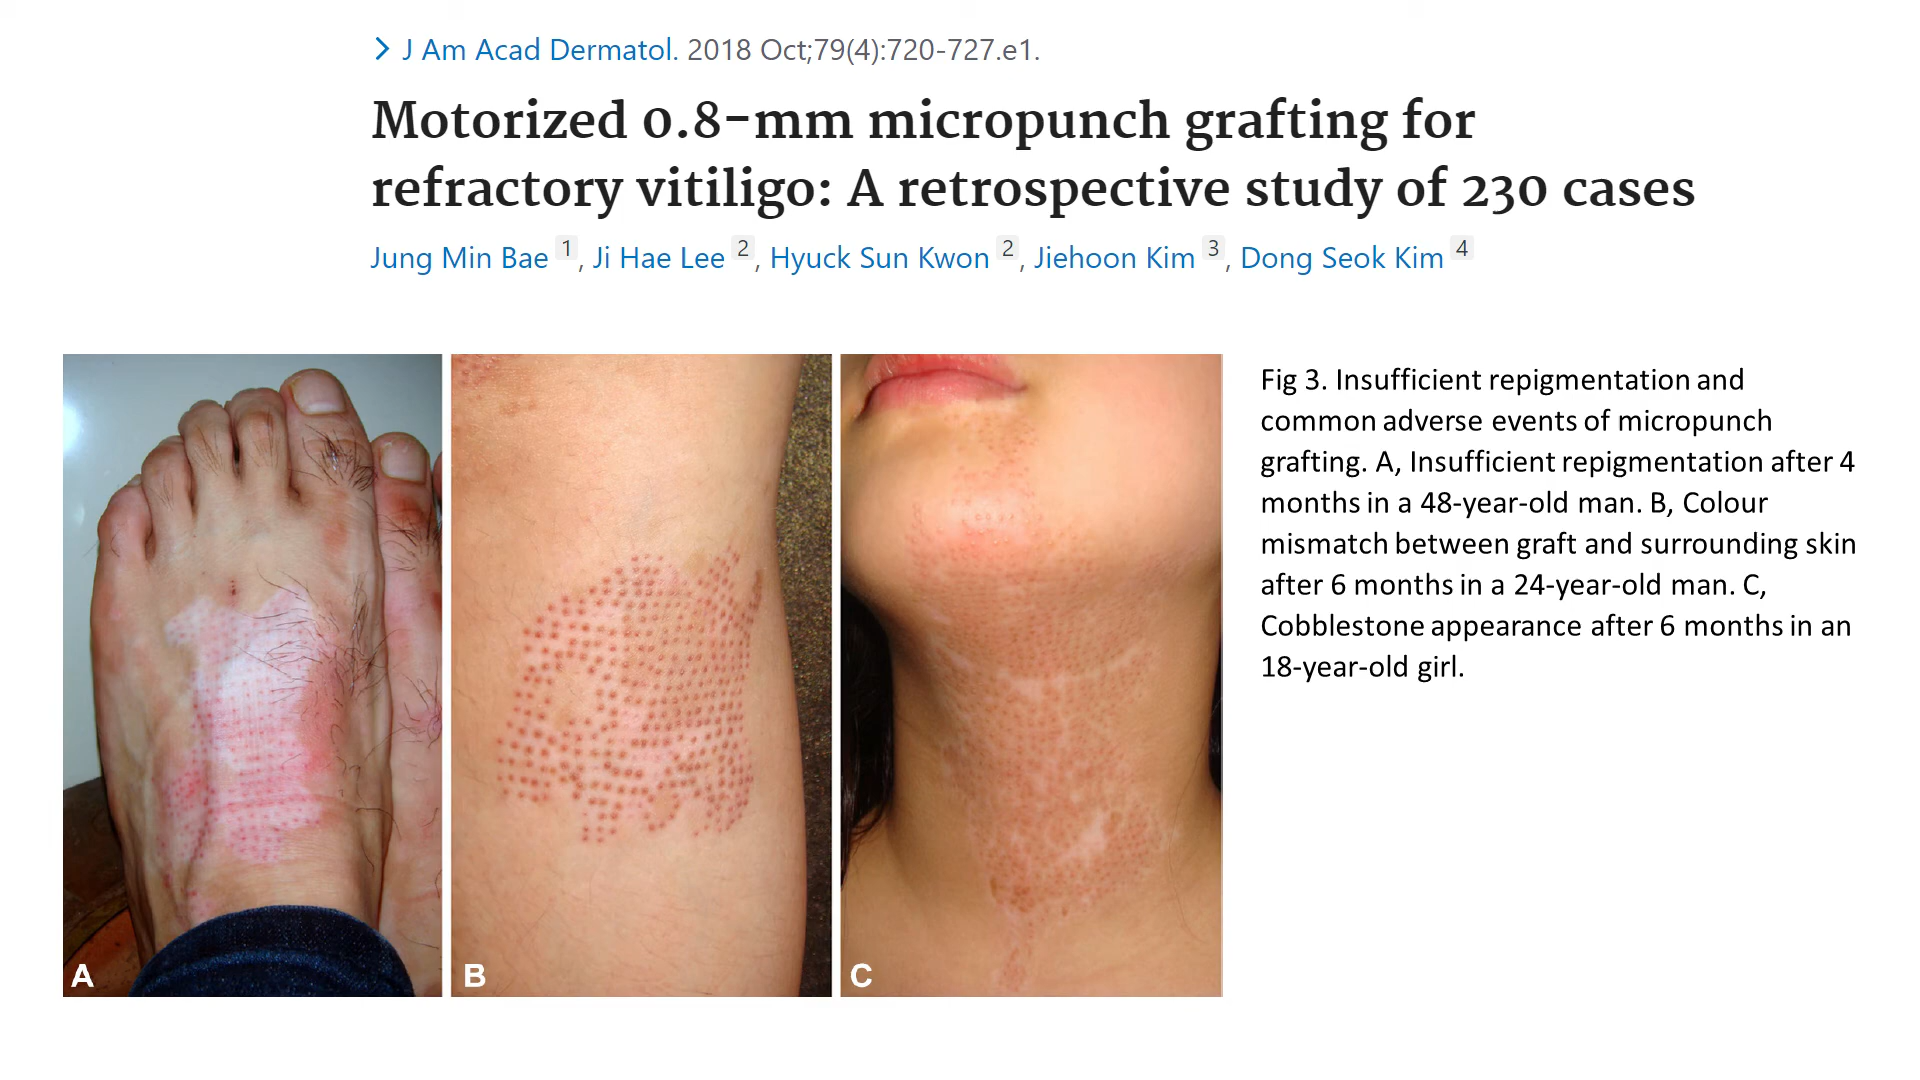 J Am Acad Dermatol. 2018 Oct;79(4):720-727.e1.
Motorized 0.8-mm micropunch grafting for
refractory vitiligo: A retrospective study of 230 cases
Jung Min Bae 1, Ji Hae Lee 2, Hyuck Sun Kwon 2, Jiehoon Kim 3, Dong Seok Kim 4
Fig 3. Insufficient repigmentation and
common adverse events of micropunch
grafting. A, Insufficient repigmentation after 4
months in a 48-year-old man. B, Colour
mismatch between graft and surrounding skin
after 6 months in a 24-year-old man. C,
Cobblestone appearance after 6 months in an
18-year-old girl.
A
B
C